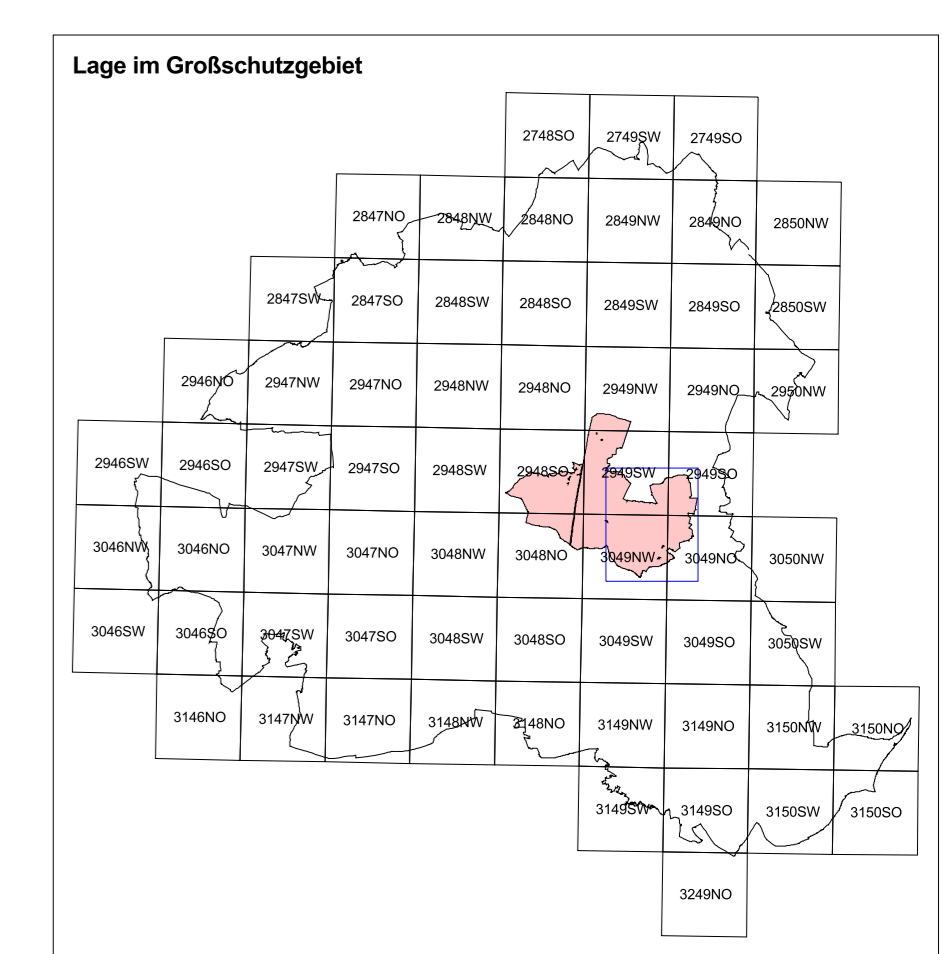 Lage im Großschutzgebiet
2748SO 2749SW 2749SO
2847NO 2848NW 2848NO 2849NW 2849NO 2850NW
2847SW 2847SO 2848SW 2848SO 2849SW 2849SO 2850SW
2946NO 2947NW 2947NO 2948NW 2948NO 2949NW 2949NO 2950NW
2946SW 2946SO 2947SW 2947SO 2948SW 2948SO 2949SW 2949SO
3046NW 3046NO 3047NW 3047NO 3048NW 3048NO 3049NW 3049NO 3050NW
3046SW 3046SO 3047SW 3047SO 3048SW 3048SO 3049SW 3049SO 3050SW
3146NO 3147NW 3147NO 3148NW 3148NO 3149NW 3149NO 3150NW 3150NO
3149SW 3149SO 3150SW 3150SO
3249NO